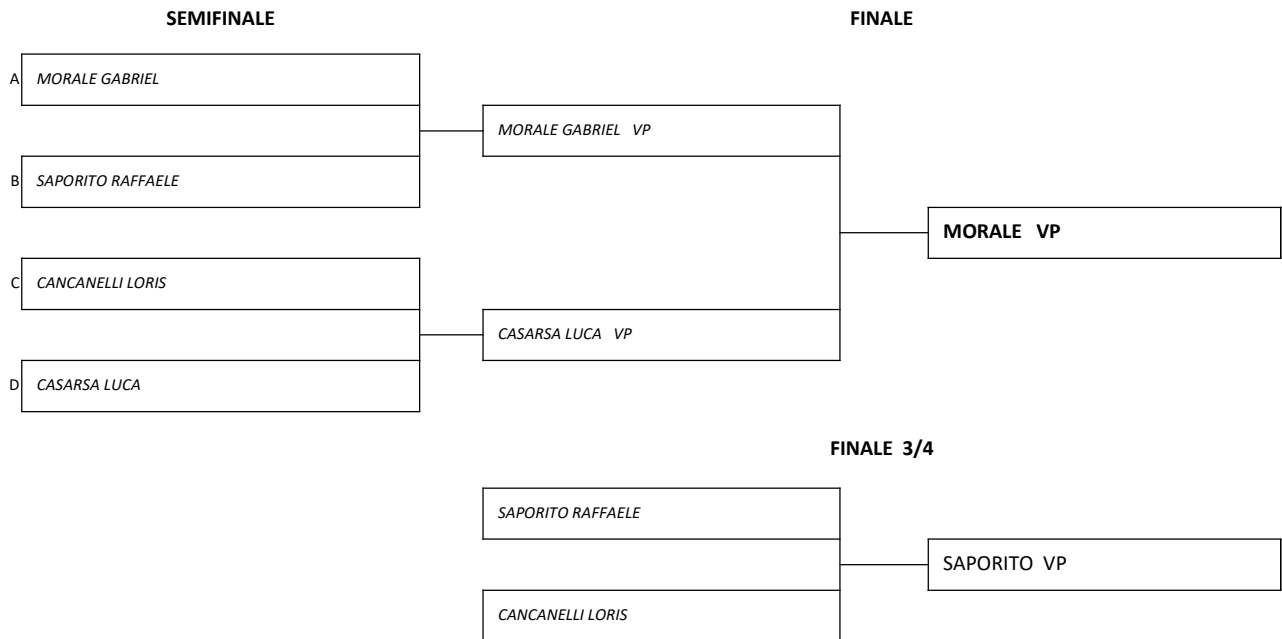 SEMIFINALE FINALE
A MORALE GABRIEL
MORALE GABRIEL VP
B SAPORITO RAFFAELE
MORALE VP
C CANCANELLI LORIS
CASARSA LUCA VP
D CASARSA LUCA
FINALE 3/4
SAPORITO RAFFAELE
SAPORITO VP
CANCANELLI LORIS